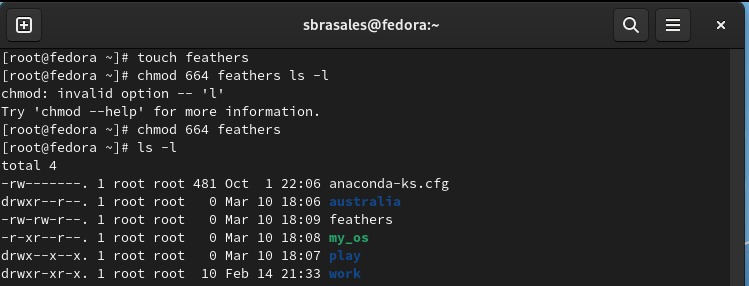 sbrasales@fedora:~
[root@fedora ~]# touch feathers
[root@fedora ~]# chmod 664 feathers ls -l
chmod: invalid option -- 'l'
Try 'chmod --help' for more information.
[root@fedora ~]# chmod 664 feathers
[root@fedora ~]# ls -l
total 4
-rw-------. 1 root root 481 Oct  1 22:06 anaconda-ks.cfg
drwxr--r--. 1 root root   0 Mar 10 18:06 australia
-rw-rw-r--. 1 root root   0 Mar 10 18:09 feathers
-r-xr--r--. 1 root root   0 Mar 10 18:08 my_os
drwx--x--x. 1 root root   0 Mar 10 18:07 play
drwxr-xr-x. 1 root root  10 Feb 14 21:33 work